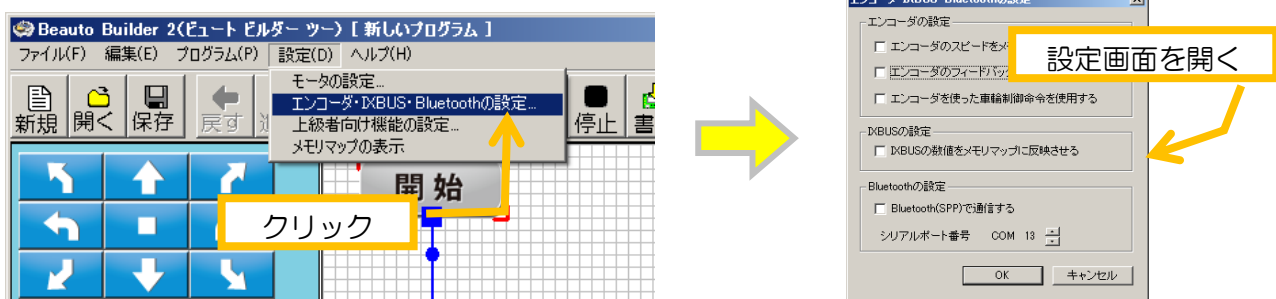 Beauto Builder 2(ビュート ビルダー ツー) [ 新しいプログラム ]
ファイル(F) 編集(E) プログラム(P) 設定(D) ヘルプ(H)
モータの設定...
エンコーダ・IXBUS・Bluetoothの設定...
上級者向け機能の設定...
メモリマップの表示
新規 開く 保存 戻す 停止
開始
クリック
エンコーダの設定
エンコーダのスピードを
エンコーダのフィードバック
エンコーダを使った車輪制御命令を使用する
設定画面を開く
IXBUSの設定
IXBUSの数値をメモリマップに反映させる
Bluetoothの設定
Bluetooth(SPP)で通信する
シリアルポート番号 COM 13
OK キャンセル